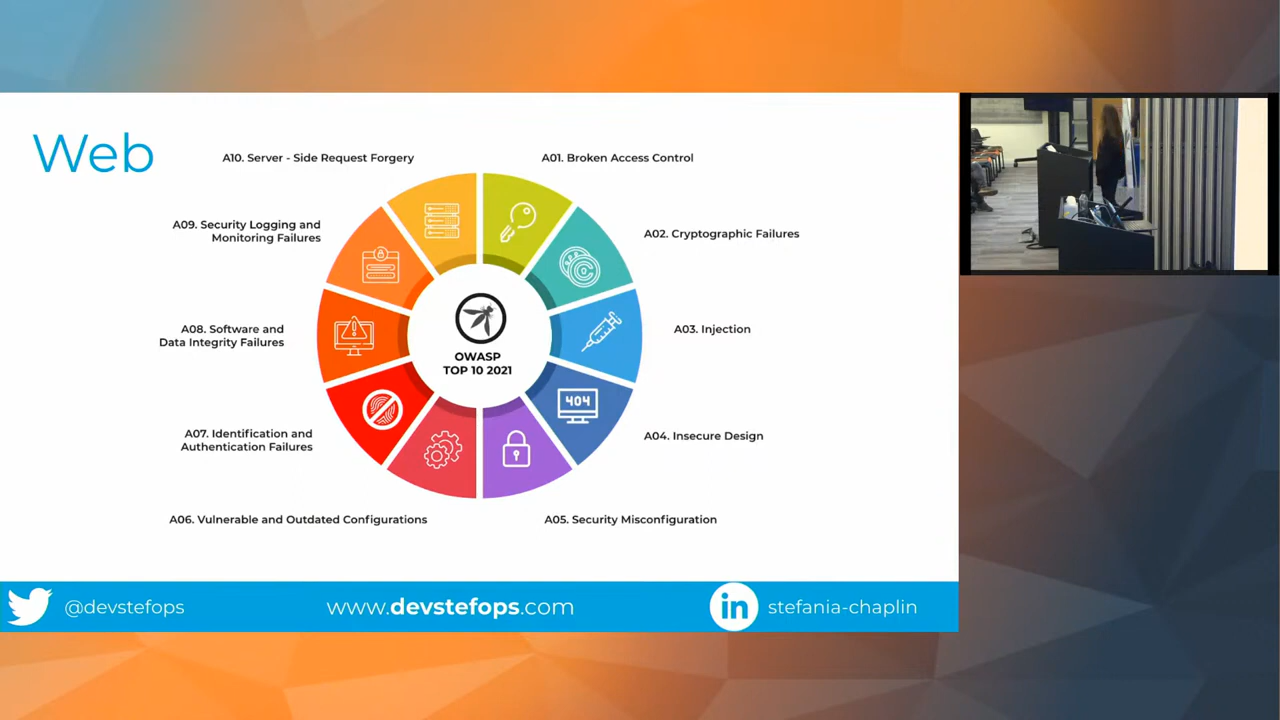 Web
A10. Server - Side Request Forgery
A01. Broken Access Control
A09. Security Logging and
Monitoring Failures
A02. Cryptographic Failures
A08. Software and
Data Integrity Failures
OWASP
TOP 10 2021
A03. Injection
404
A07. Identification and
Authentication Failures
A04. Insecure Design
A06. Vulnerable and Outdated Configurations
A05. Security Misconfiguration
@devstefops
www.devstefops.com
in
stefania-chaplin